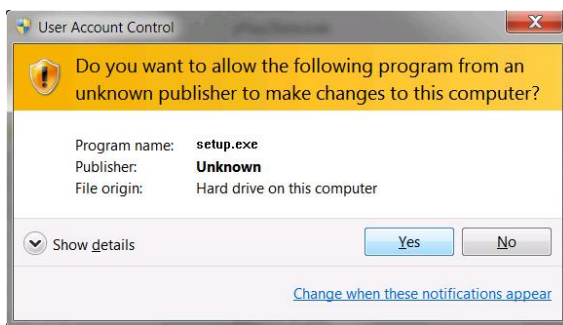 User Account Control
Do you want to allow the following program from an
unknown publisher to make changes to this computer?
Program name: setup.exe
Publisher: Unknown
File origin: Hard drive on this computer
Show details
Yes
No
Change when these notifications appear